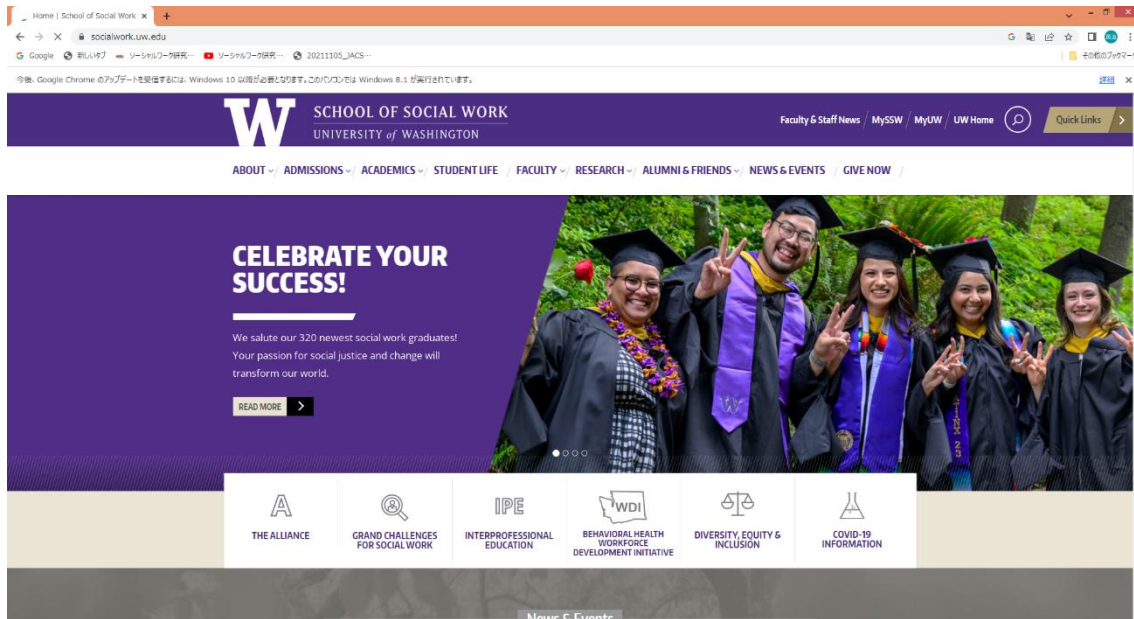 Home | School of Social Work
socialwork.uw.edu
Google 新しいタブ ソーシャルワーク研究… ソーシャルワーク研究… 20211105_JACS…
その他のブックマーク
今後、Google Chrome のアップデートを受信するには、Windows 10 以降が必要となります。このパソコンでは Windows 8.1 が実行されています。
詳細
W
SCHOOL OF SOCIAL WORK
UNIVERSITY of WASHINGTON
Faculty & Staff News / MySSW / MyUW / UW Home
Quick Links
ABOUT / ADMISSIONS / ACADEMICS / STUDENT LIFE / FACULTY / RESEARCH / ALUMNI & FRIENDS / NEWS & EVENTS / GIVE NOW /
CELEBRATE YOUR
SUCCESS!
We salute our 320 newest social work graduates!
Your passion for social justice and change will
transform our world.
READ MORE
A
THE ALLIANCE
GRAND CHALLENGES
FOR SOCIAL WORK
IPE
INTERPROFESSIONAL
EDUCATION
WDI
BEHAVIORAL HEALTH
WORKFORCE
DEVELOPMENT INITIATIVE
DIVERSITY, EQUITY &
INCLUSION
COVID-19
INFORMATION
News & Events